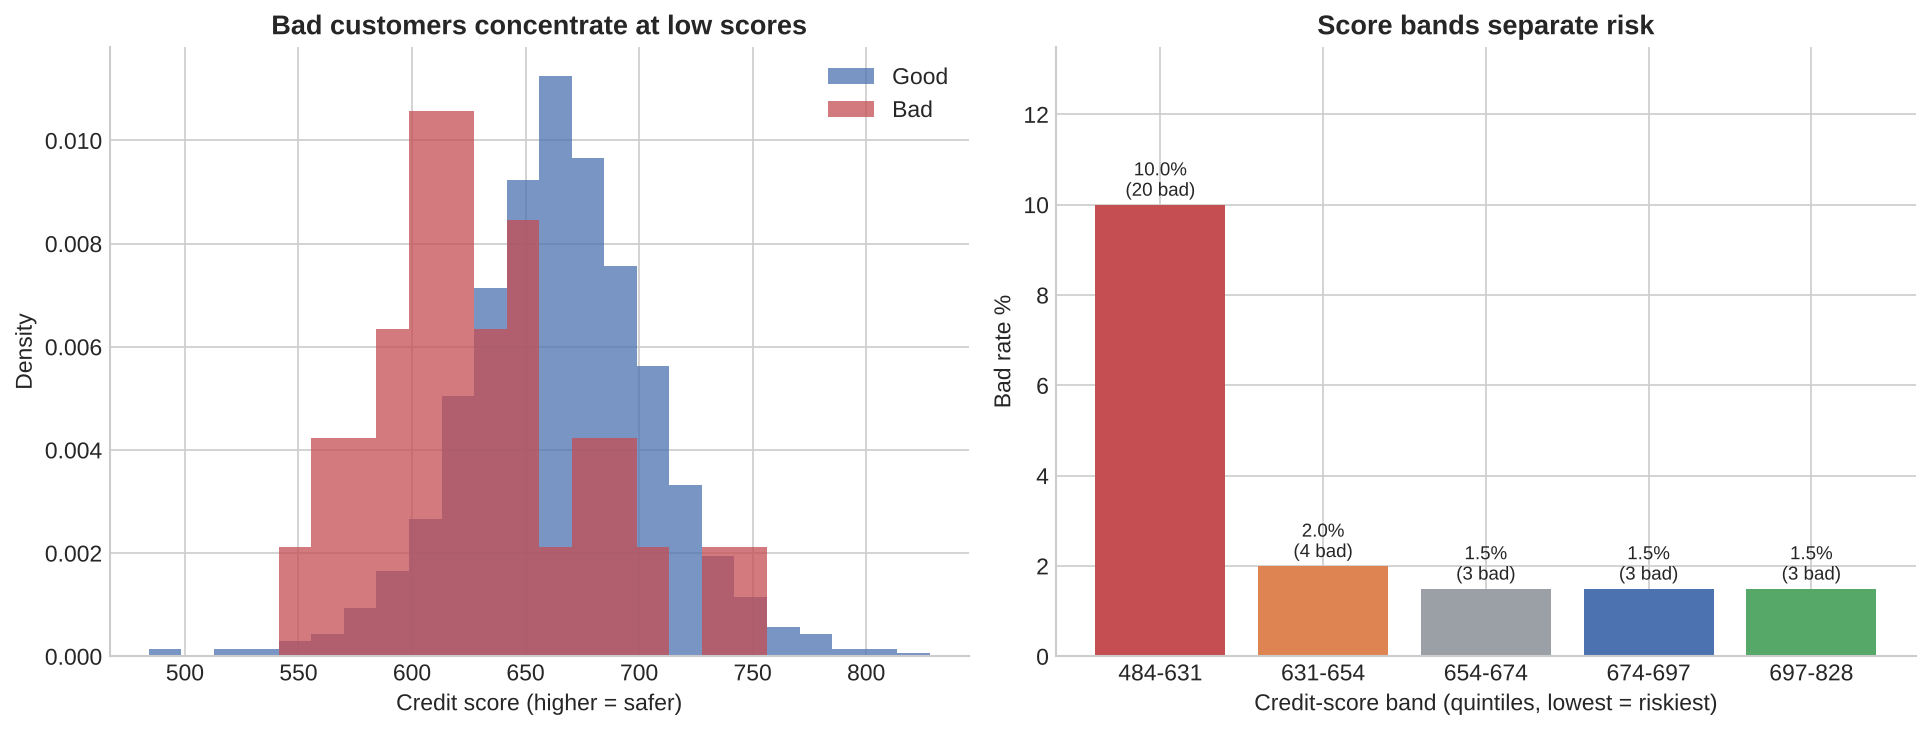 Bad customers concentrate at low scores
Good
Bad
0.010
0.008
0.006
0.004
0.002
0.000
Density
500 550 600 650 700 750 800
Credit score (higher = safer)
Score bands separate risk
12
10
8
6
4
2
0
Bad rate %
10.0%
(20 bad)
2.0%
(4 bad)
1.5%
(3 bad)
1.5%
(3 bad)
1.5%
(3 bad)
484-631 631-654 654-674 674-697 697-828
Credit-score band (quintiles, lowest = riskiest)